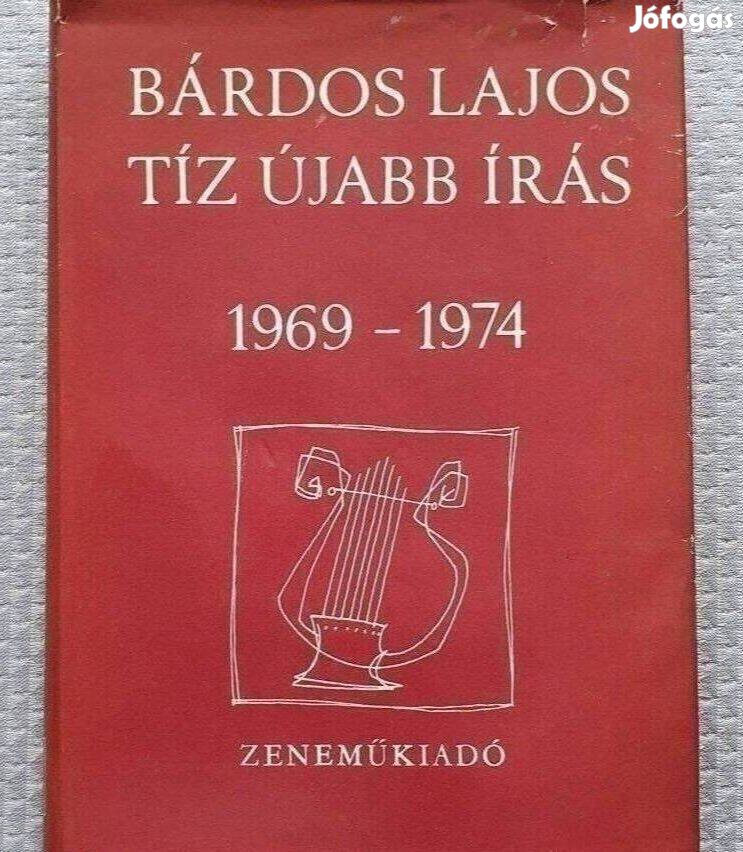 Jófogás
BÁRDOS LAJOS
TÍZ ÚJABB ÍRÁS
1969 – 1974
ZENEMŰKIADÓ